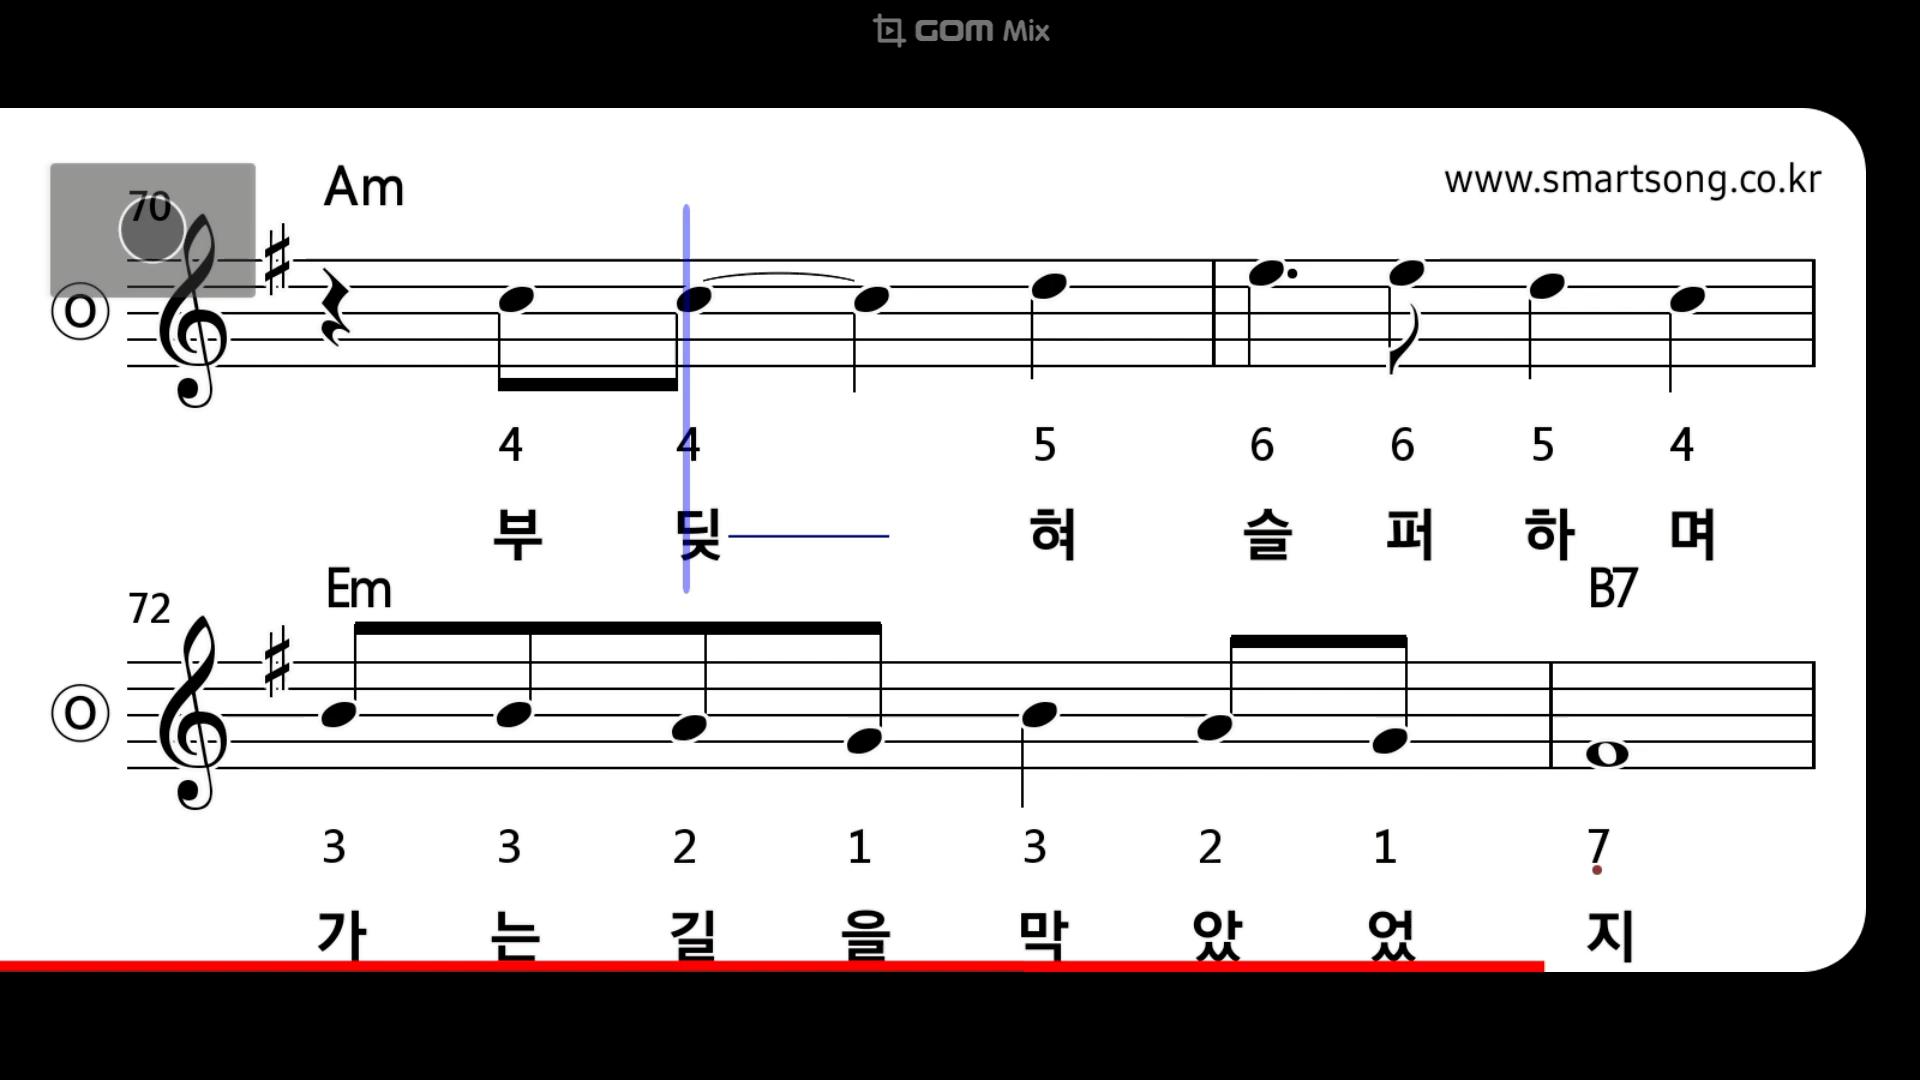 GOM Mix
www.smartsong.co.kr
70
Am
O
4 4 5 6 6 5 4
부 딪 혀 슬 퍼 하 며
72
Em B7
O
3 3 2 1 3 2 1 7
가 는 길 을 막 았 었 지